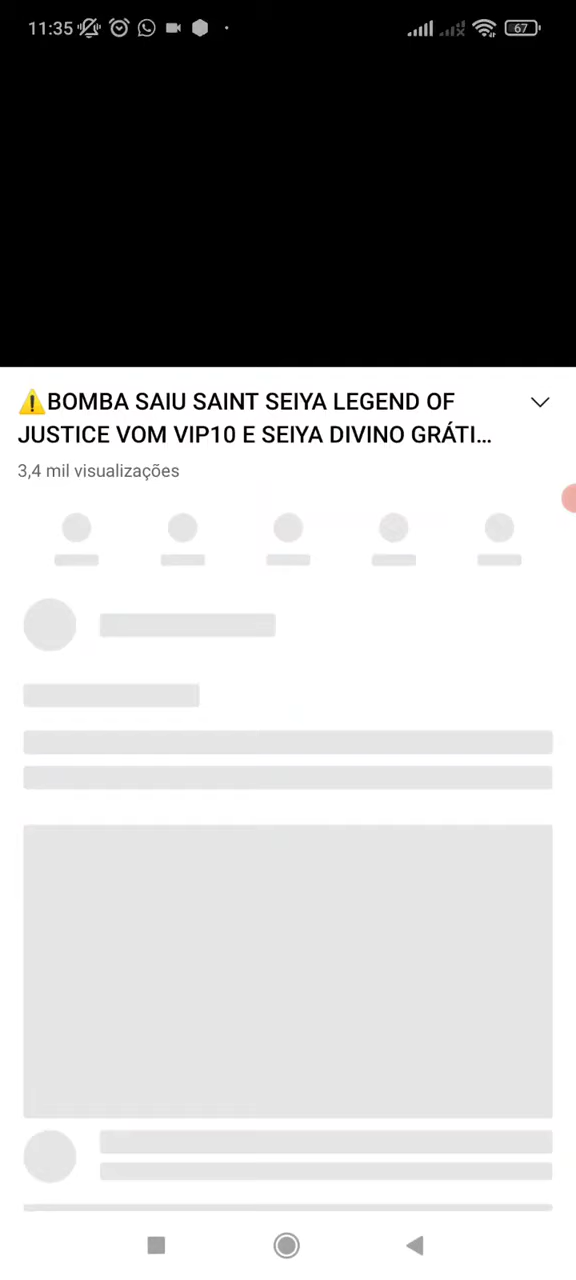 11:35
67
⚠️BOMBA SAIU SAINT SEIYA LEGEND OF
JUSTICE VOM VIP10 E SEIYA DIVINO GRÁTI...
3,4 mil visualizações